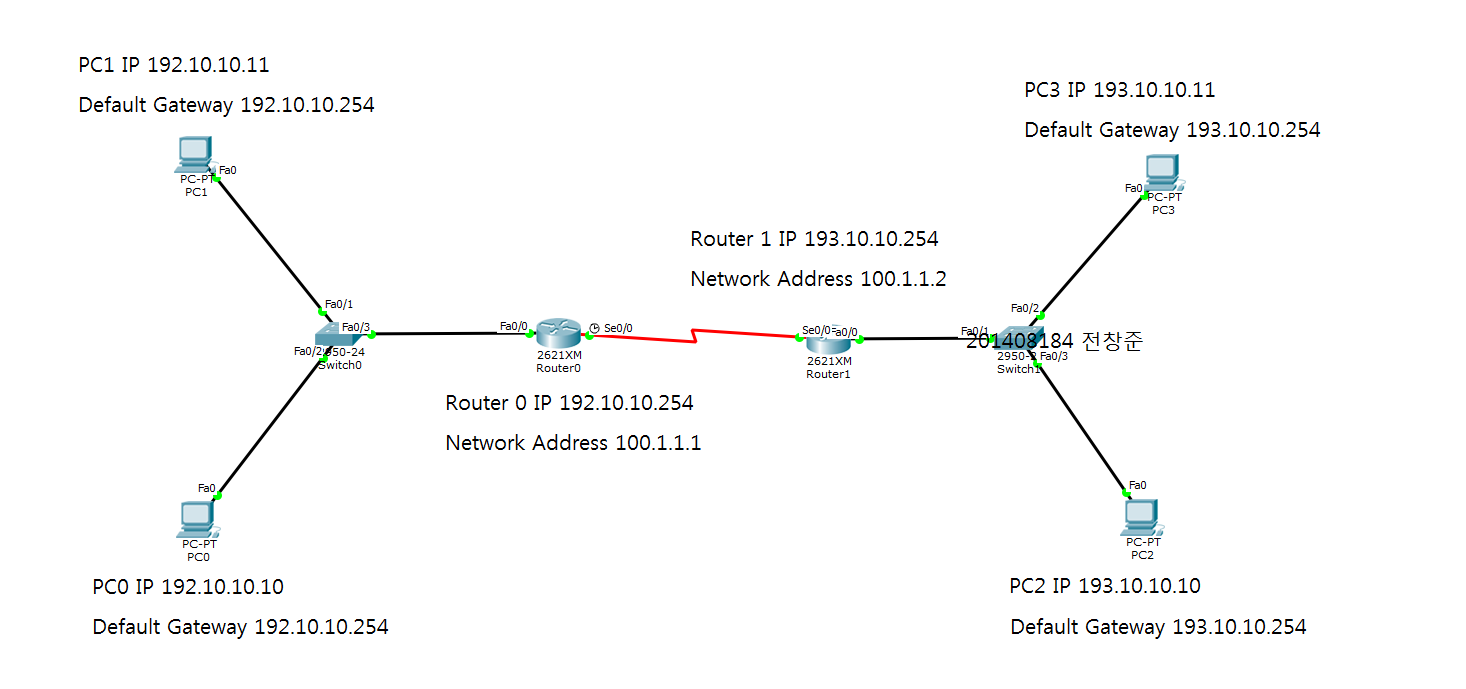 PC1 IP 192.10.10.11
Default Gateway 192.10.10.254
PC3 IP 193.10.10.11
Default Gateway 193.10.10.254
Fa0
PC-PT
PC1
Fa0
PC-PT
PC3
Router 1 IP 193.10.10.254
Network Address 100.1.1.2
Fa0/1
Fa0/3
Fa0/2
950-24
Switch0
Fa0/0
Se0/0
2621XM
Router0
Se0/0
Fa0/0
2621XM
Router1
Fa0/2
Fa0/1
201408184 전창준
2950-2
Fa0/3
Switch1
Router 0 IP 192.10.10.254
Network Address 100.1.1.1
Fa0
PC-PT
PC0
Fa0
PC-PT
PC2
PC0 IP 192.10.10.10
Default Gateway 192.10.10.254
PC2 IP 193.10.10.10
Default Gateway 193.10.10.254